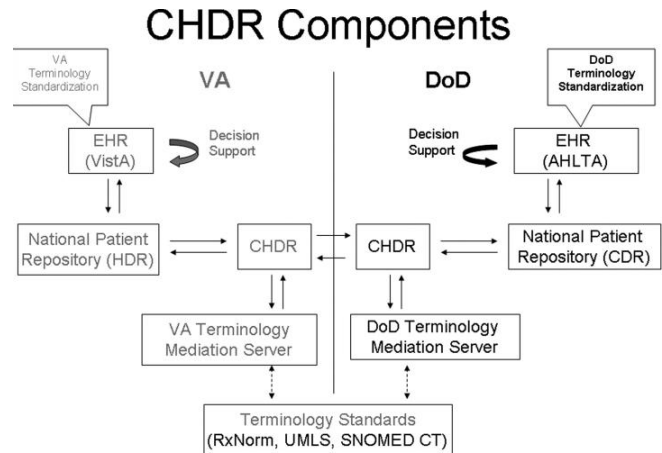 CHDR Components
VA
Terminology
Standardization
VA
DoD
DoD
Terminology
Standardization
EHR
(VistA)
Decision
Support
Decision
Support
EHR
(AHLTA)
National Patient
Repository (HDR)
CHDR
CHDR
National Patient
Repository (CDR)
VA Terminology
Mediation Server
DoD Terminology
Mediation Server
Terminology Standards
(RxNorm, UMLS, SNOMED CT)